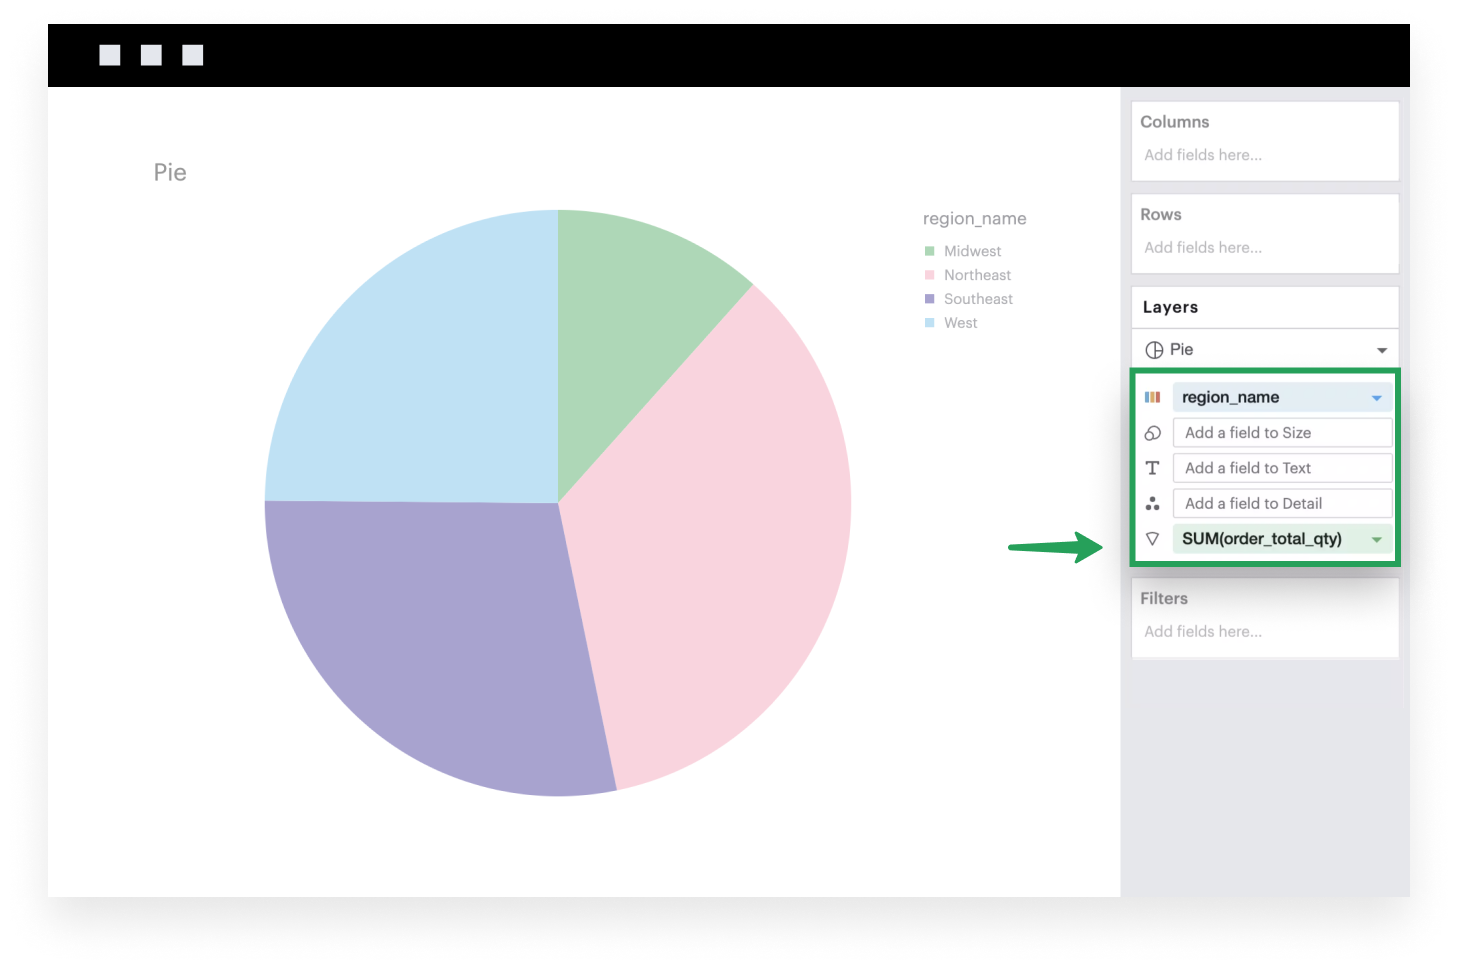 Pie
region_name
Midwest
Northeast
Southeast
West
Columns
Add fields here...
Rows
Add fields here...
Layers
Pie
region_name
Add a field to Size
T Add a field to Text
Add a field to Detail
SUM(order_total_qty)
Filters
Add fields here...